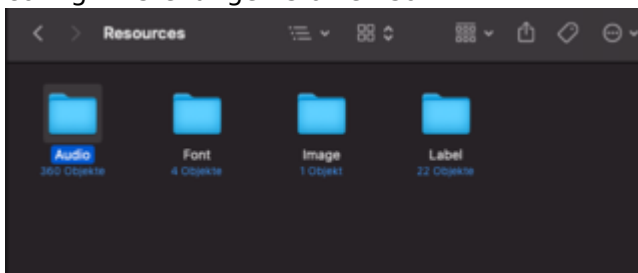 Resources
Audio
360 Objekte
Font
4 Objekte
Image
1 Objekt
Label
22 Objekte